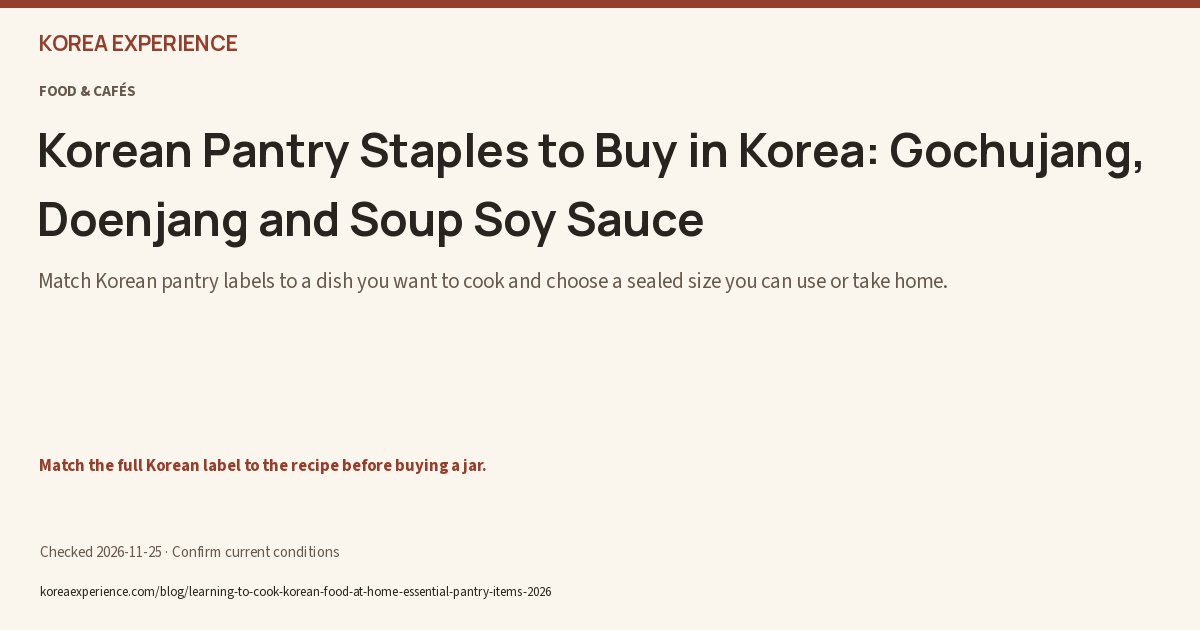 KOREA EXPERIENCE
FOOD & CAFÉS
Korean Pantry Staples to Buy in Korea: Gochujang,
Doenjang and Soup Soy Sauce
Match Korean pantry labels to a dish you want to cook and choose a sealed size you can use or take home.
Match the full Korean label to the recipe before buying a jar.
Checked 2026-11-25 · Confirm current conditions
koreaexperience.com/blog/learning-to-cook-korean-food-at-home-essential-pantry-items-2026